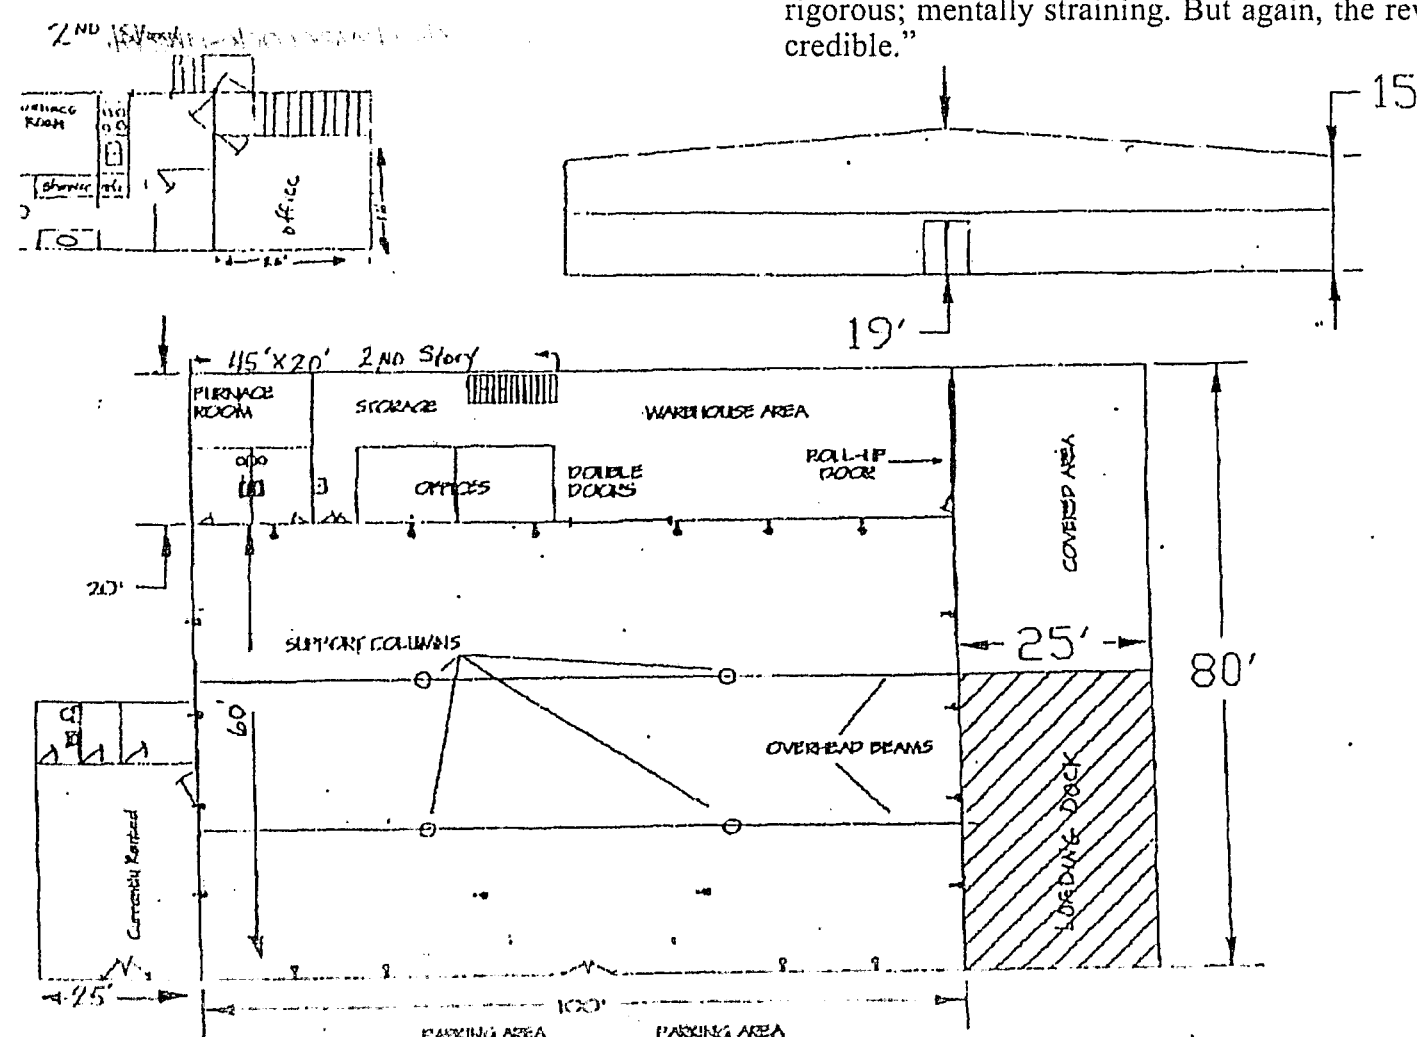 rigorous; mentally straining. But again, the rev
credible.”
2ND
ROOM
shower
office
15
19'
45'X20' 2ND Story
FURNACE
ROOM
STORAGE
WAREHOUSE AREA
ROLL-UP
DOOR
OFFICES
DOUBLE
DOORS
COVERED AREA
20'
SUPPORT COLUMNS
25'
80'
60'
OVERHEAD BEAMS
Currently Rented
LOADING DOCK
25'
100'
PARKING AREA PARKING AREA